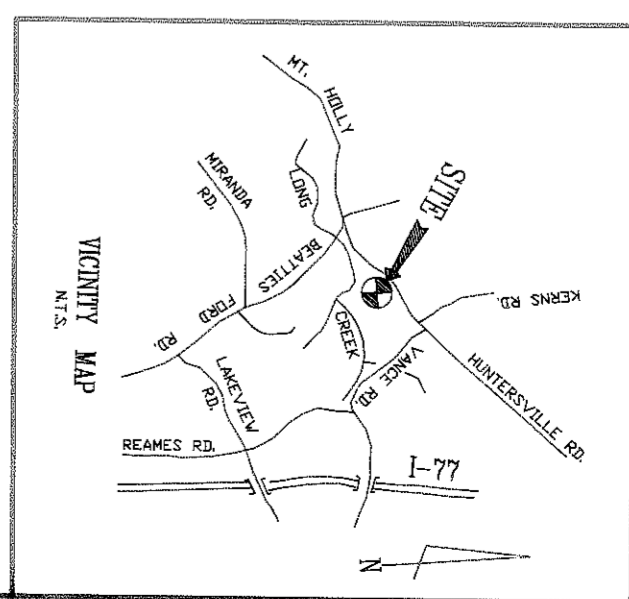 MT.
HOLLY
SITE
MIRANDA
RD.
LONG
BEATTIES
FORD
RD.
KERNS RD.
CREEK
VANCE RD.
HUNTERSVILLE RD.
LAKEVIEW
RD.
REAMES RD.
I-77
VICINITY MAP
N.T.S.
N